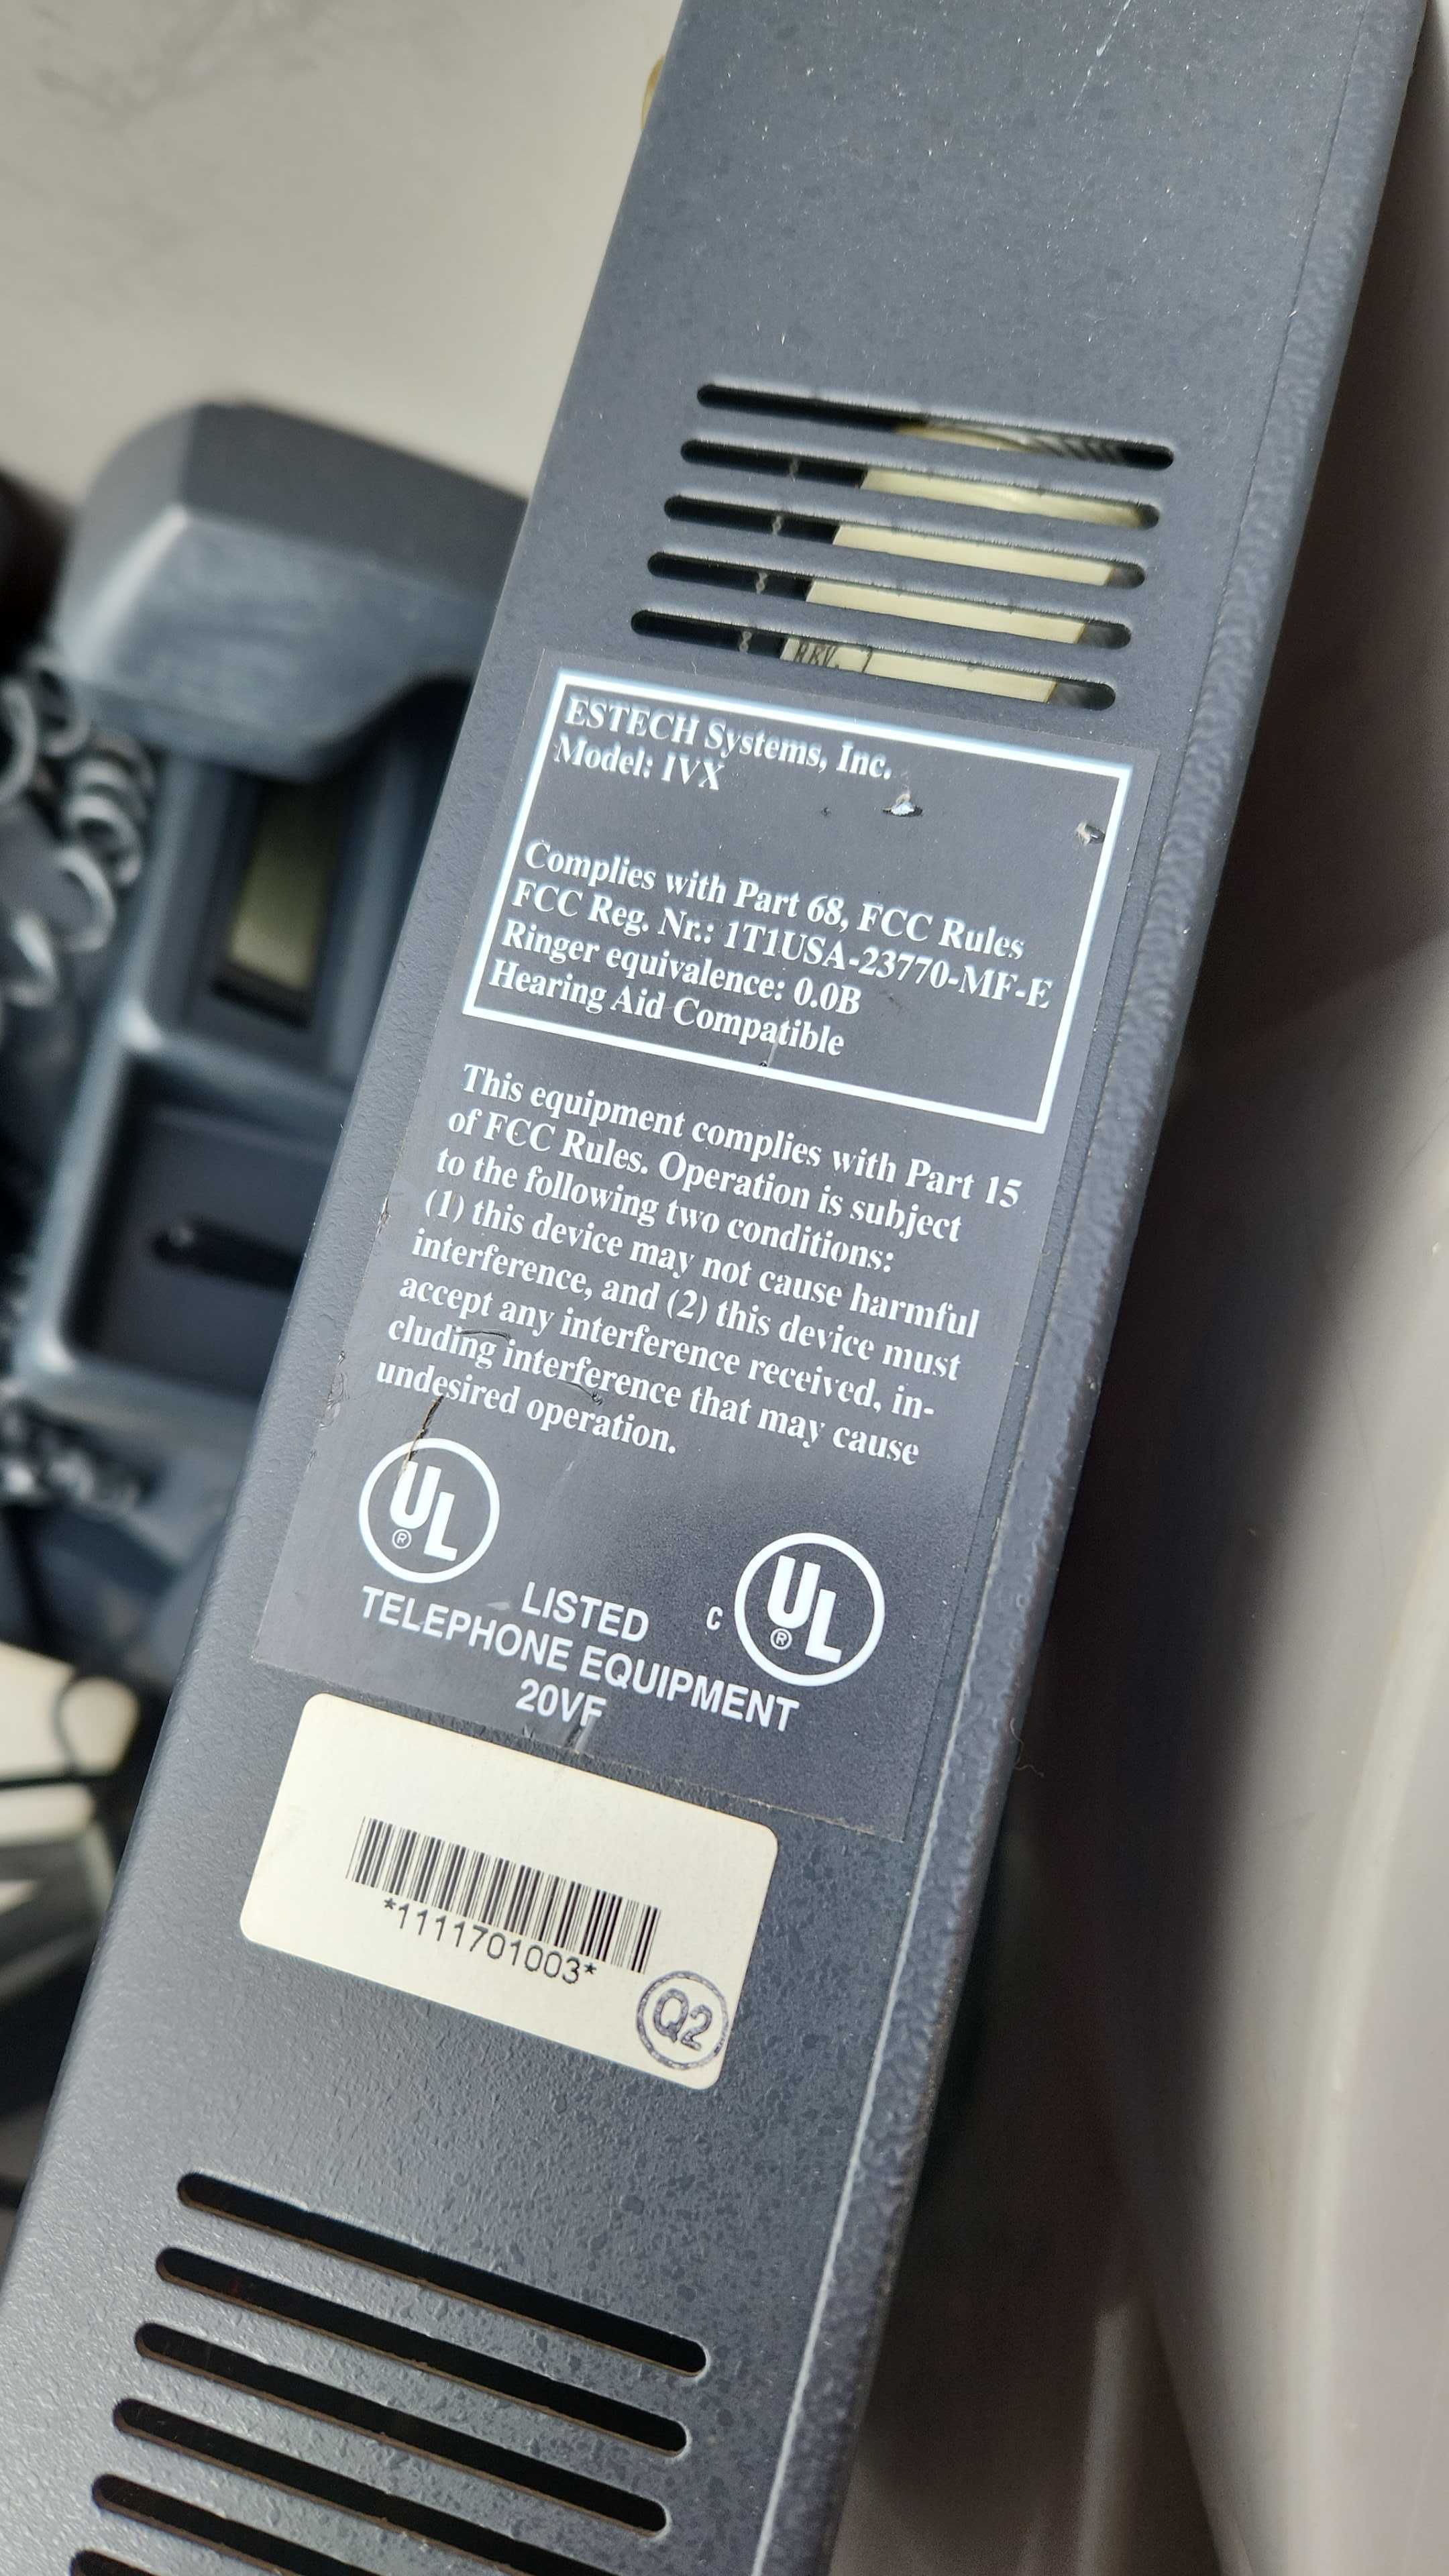 REV.
ESTECH Systems, Inc.
Model: IVX
Complies with Part 68, FCC Rules
FCC Reg. Nr.: 1T1USA-23770-MF-E
Ringer equivalence: 0.0B
Hearing Aid Compatible
This equipment complies with Part 15
of FCC Rules. Operation is subject
to the following two conditions:
(1) this device may not cause harmful
interference, and (2) this device must
accept any interference received, in-
cluding interference that may cause
undesired operation.
UL ®
LISTED
C UL ®
TELEPHONE EQUIPMENT
20VF
*1111701003*
Q2